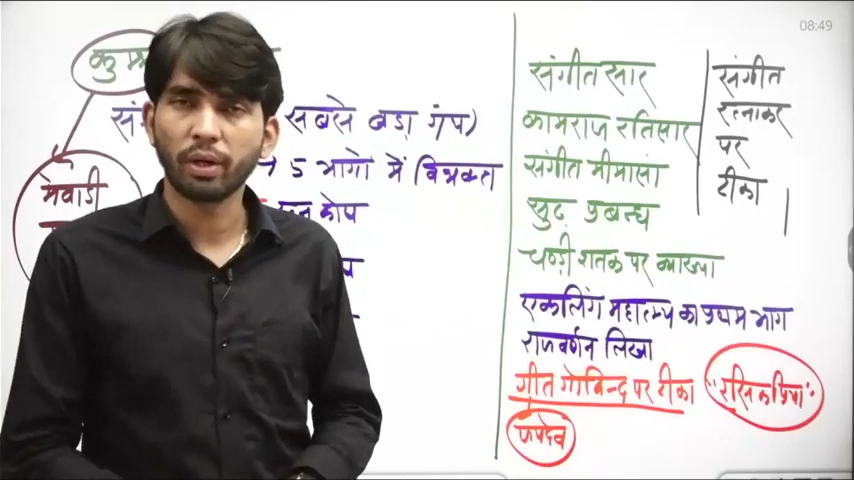 08:49
सबसे बड़ा ग्रंप)
→ 5 भागो में विभक्त
कोष
मेवाडी
संगीत सार
कामराज रतिसार
संगीत मीमासां
सुढ़ प्रबन्ध
चण्डी शतक पर व्याख्या
एकलिंग महात्म्य का प्रथम भाग
राजवर्णन लिखा
गीत गोविन्द पर टीका "रसिक प्रिया"
जयदेव
संगीत
रत्नाकर
पर
टीका